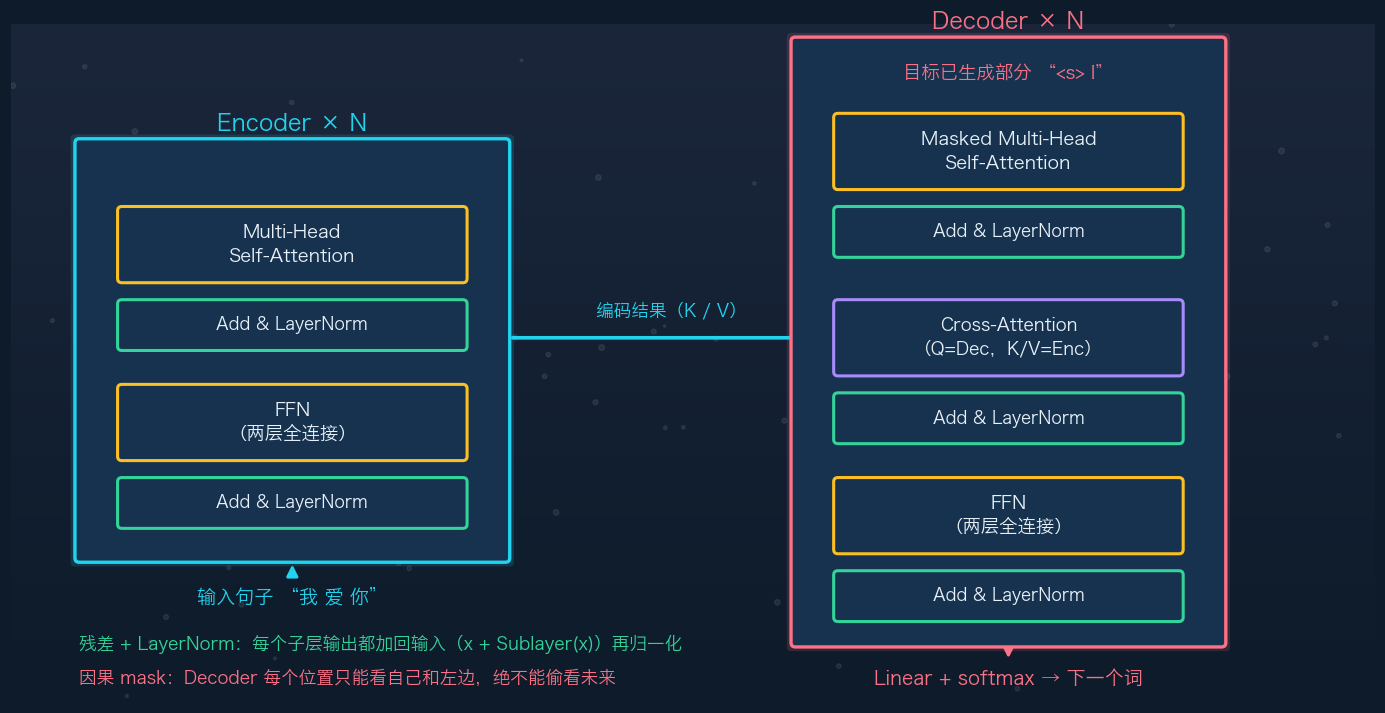 Encoder × N
Multi-Head
Self-Attention
Add & LayerNorm
FFN
(两层全连接)
Add & LayerNorm
输入句子 “我 爱 你”
编码结果（K / V）
Decoder × N
目标已生成部分 “<s> I”
Masked Multi-Head
Self-Attention
Add & LayerNorm
Cross-Attention
(Q=Dec，K/V=Enc)
Add & LayerNorm
FFN
(两层全连接)
Add & LayerNorm
Linear + softmax → 下一个词
残差 + LayerNorm：每个子层输出都加回输入（x + Sublayer(x)）再归一化
因果 mask：Decoder 每个位置只能看自己和左边，绝不能偷看未来